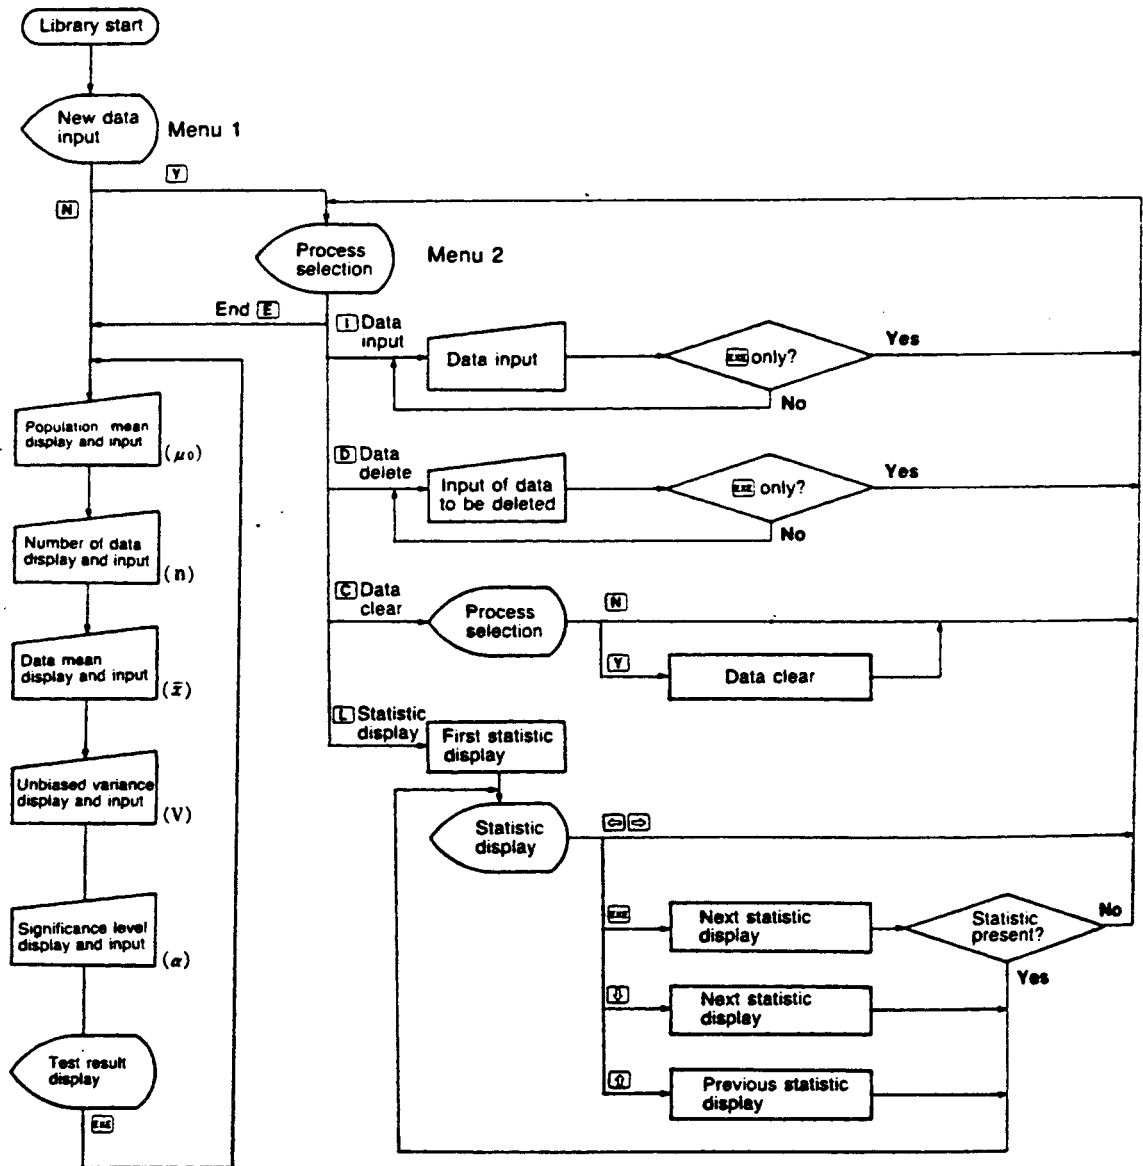 Library start
New data
input
Menu 1
Y
N
Process
selection
Menu 2
End E
I Data
input
Data input
EXE only?
Yes
No
Population mean
display and input
(μ0)
D Data
delete
Input of data
to be deleted
EXE only?
Yes
No
Number of data
display and input
(n)
C Data
clear
Process
selection
N
Y
Data clear
Data mean
display and input
(x̄)
L Statistic
display
First statistic
display
Unbiased variance
display and input
(V)
Statistic
display
⇦ ⇨
EXE
Next statistic
display
Statistic
present?
No
Yes
Significance level
display and input
(α)
⇩
Next statistic
display
⇧
Previous statistic
display
Test result
display
EXE